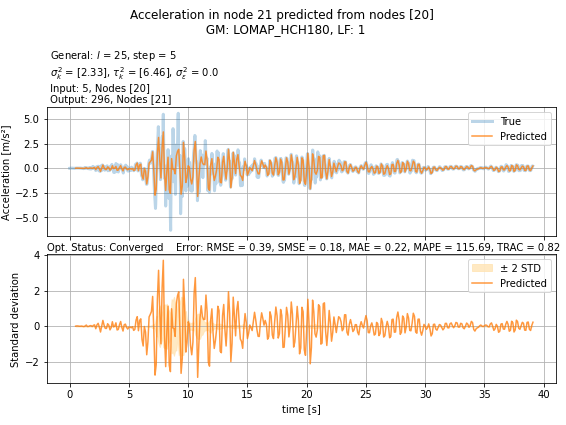 Acceleration in node 21 predicted from nodes [20]
GM: LOMAP_HCH180, LF: 1
General: l = 25, step = 5
σ²_k = [2.33], τ²_k = [6.46], σ²_ε = 0.0
Input: 5, Nodes [20]
Output: 296, Nodes [21]
Acceleration [m/s²]
5.0
2.5
0.0
−2.5
−5.0
True
Predicted
Opt. Status: Converged Error: RMSE = 0.39, SMSE = 0.18, MAE = 0.22, MAPE = 115.69, TRAC = 0.82
Standard deviation
4
2
0
−2
± 2 STD
Predicted
0 5 10 15 20 25 30 35 40
time [s]